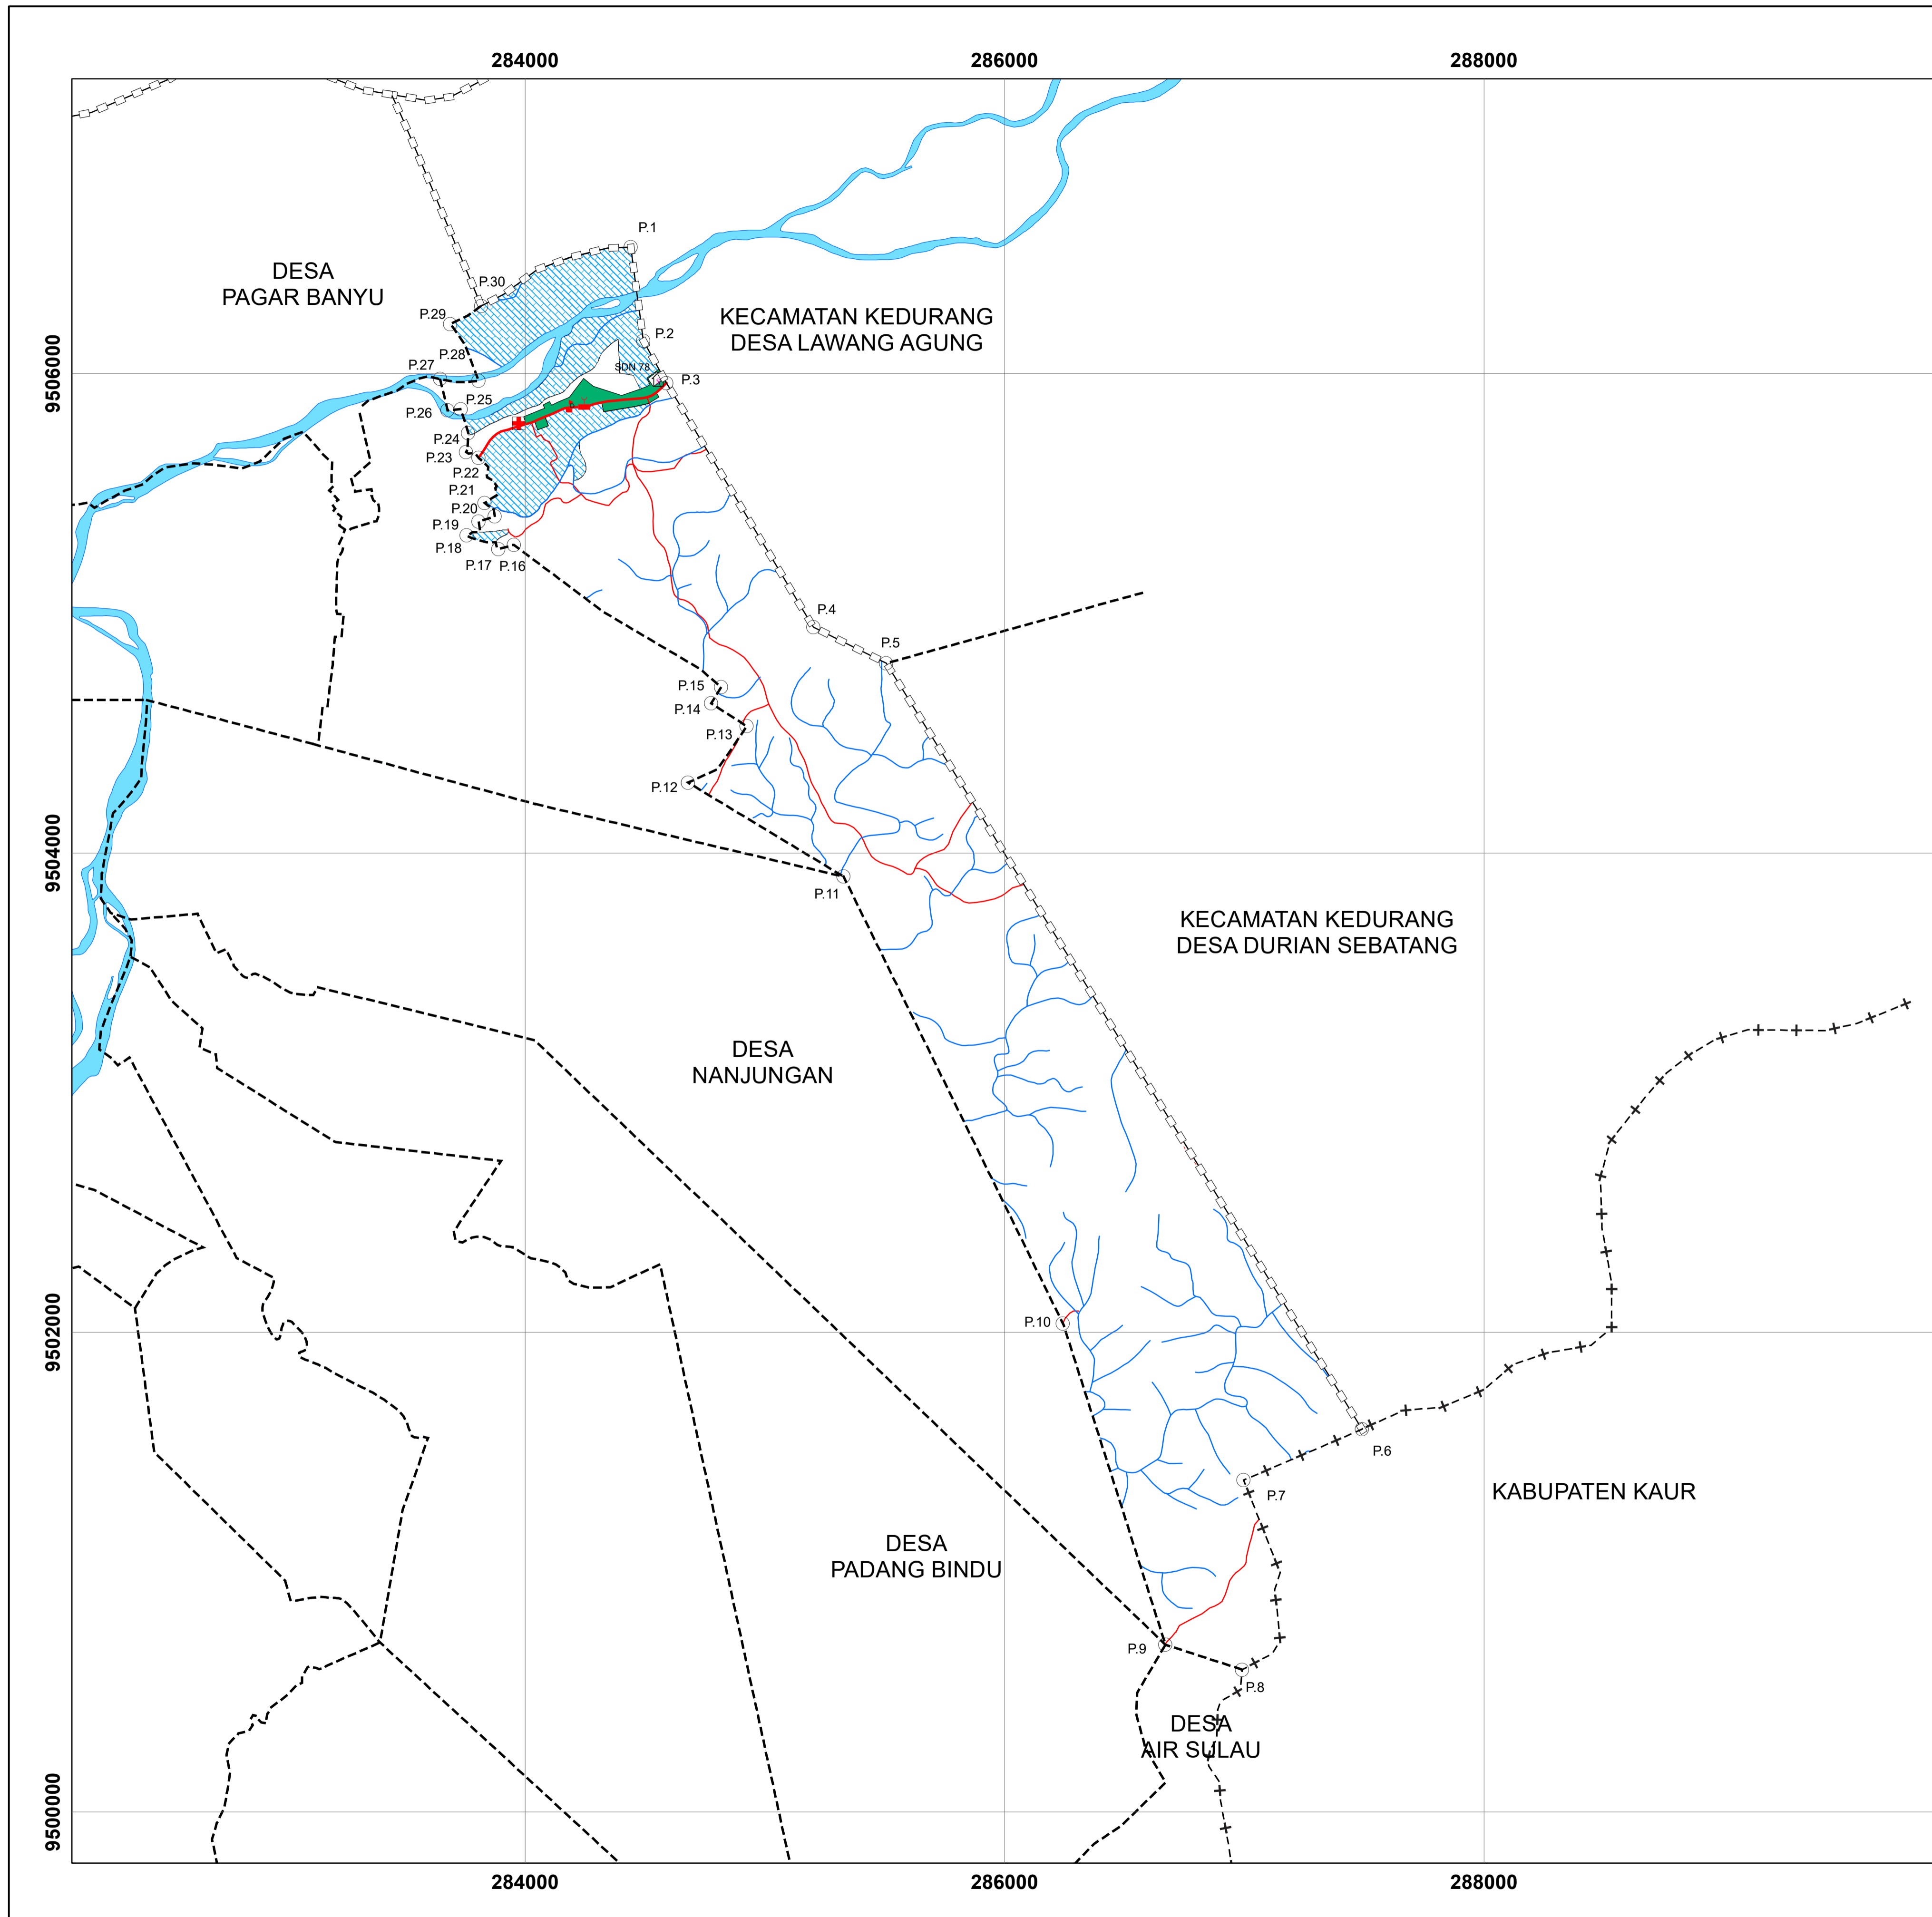 284000
286000
288000
P.1
DESA
PAGAR BANYU
P.30
P.29
KECAMATAN KEDURANG
DESA LAWANG AGUNG
P.2
9506000
P.28
P.27
SDN 78
P.3
P.25
P.26
P.24
P.23
P.22
P.21
P.20
P.19
P.18
P.17
P.16
P.4
P.5
P.15
P.14
P.13
P.12
9504000
P.11
KECAMATAN KEDURANG
DESA DURIAN SEBATANG
DESA
NANJUNGAN
9502000
P.10
P.6
P.7
KABUPATEN KAUR
DESA
PADANG BINDU
P.9
P.8
DESA
AIR SULAU
9500000
284000
286000
288000